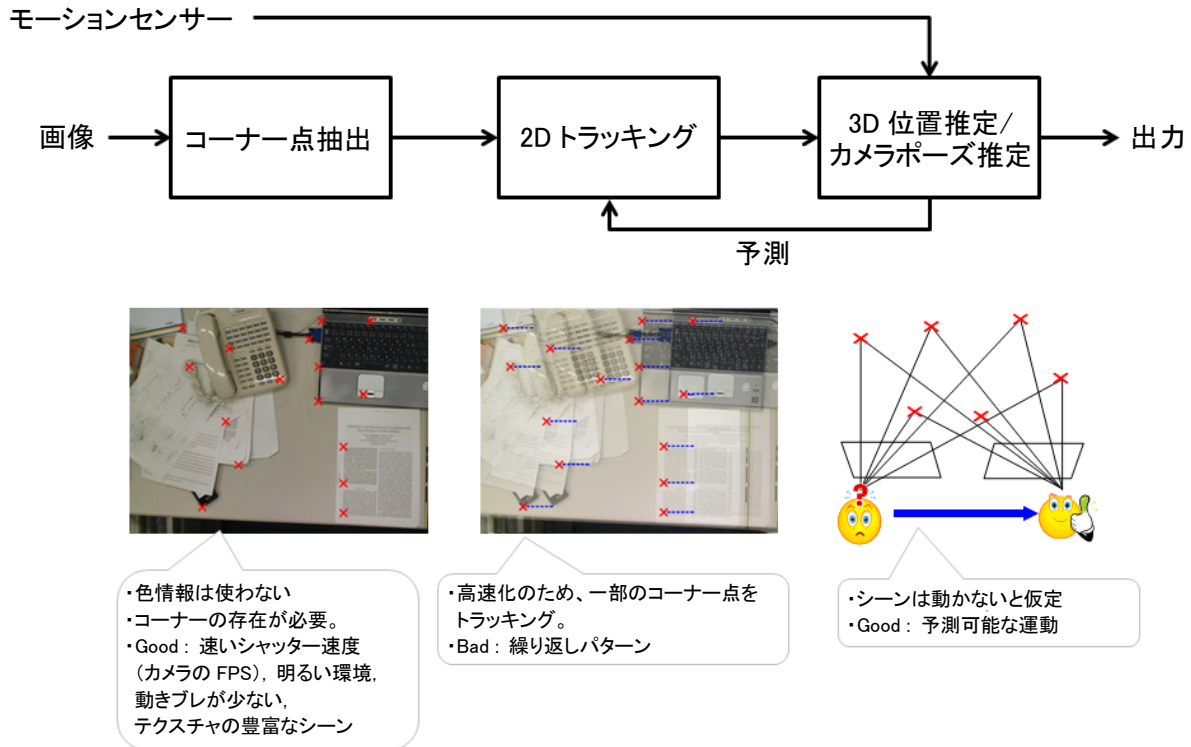 モーションセンサー
画像
コーナー点抽出
2D トラッキング
3D 位置推定/
カメラポーズ推定
出力
予測
・色情報は使わない
・コーナーの存在が必要。
・Good : 速いシャッター速度
（カメラの FPS）, 明るい環境,
動きブレが少ない,
テクスチャの豊富なシーン
・高速化のため、一部のコーナー点を
トラッキング。
・Bad : 繰り返しパターン
?
・シーンは動かないと仮定
・Good : 予測可能な運動